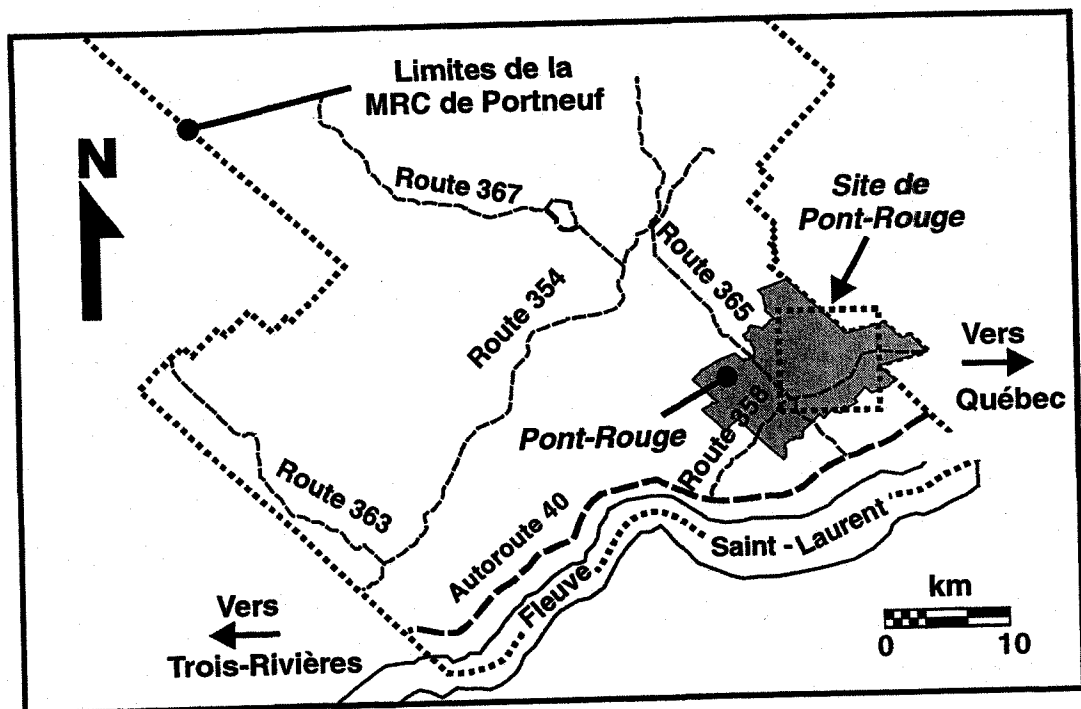 Limites de la
MRC de Portneuf
N
Route 367
Site de
Pont-Rouge
Route 365
Route 354
Vers
Québec
Pont-Rouge
Route 358
Route 363
Autoroute 40
Fleuve
Saint - Laurent
km
0 10
Vers
Trois-Rivières